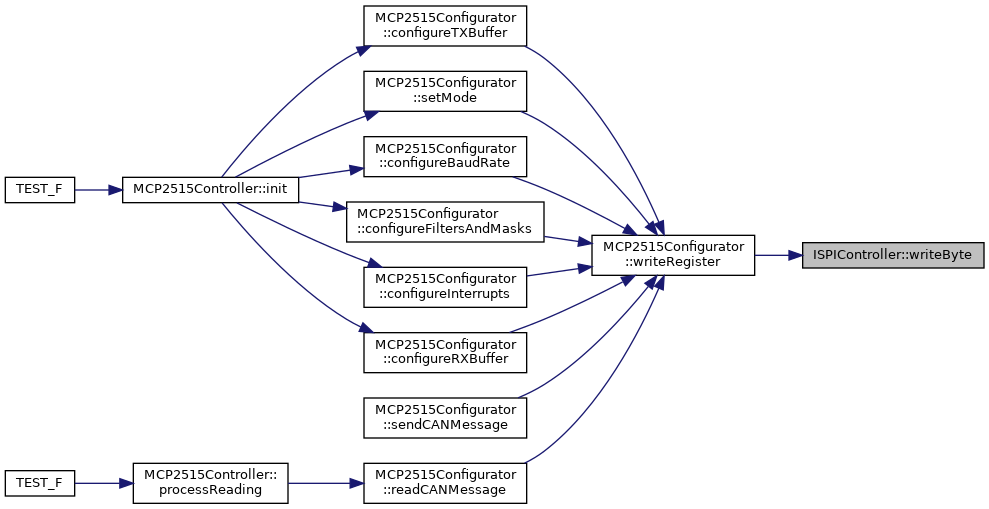 MCP2515Configurator
::configureTXBuffer
MCP2515Configurator
::setMode
MCP2515Configurator
::configureBaudRate
TEST_F
MCP2515Controller::init
MCP2515Configurator
::configureFiltersAndMasks
MCP2515Configurator
::writeRegister
ISPIController::writeByte
MCP2515Configurator
::configureInterrupts
MCP2515Configurator
::configureRXBuffer
MCP2515Configurator
::sendCANMessage
TEST_F
MCP2515Controller::
processReading
MCP2515Configurator
::readCANMessage